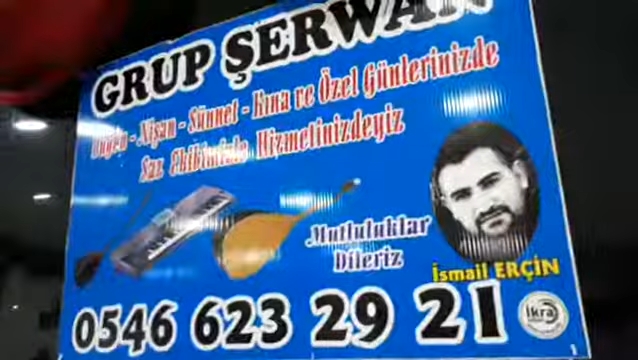 GRUP ŞERWAN
Düğün - Nişan - Sünnet - Kına ve Özel Günlerinizde
Saz Ekibimizle Hizmetinizdeyiz
Mutluluklar
Dileriz
İsmail ERÇİN
0546 623 29 21
ikra